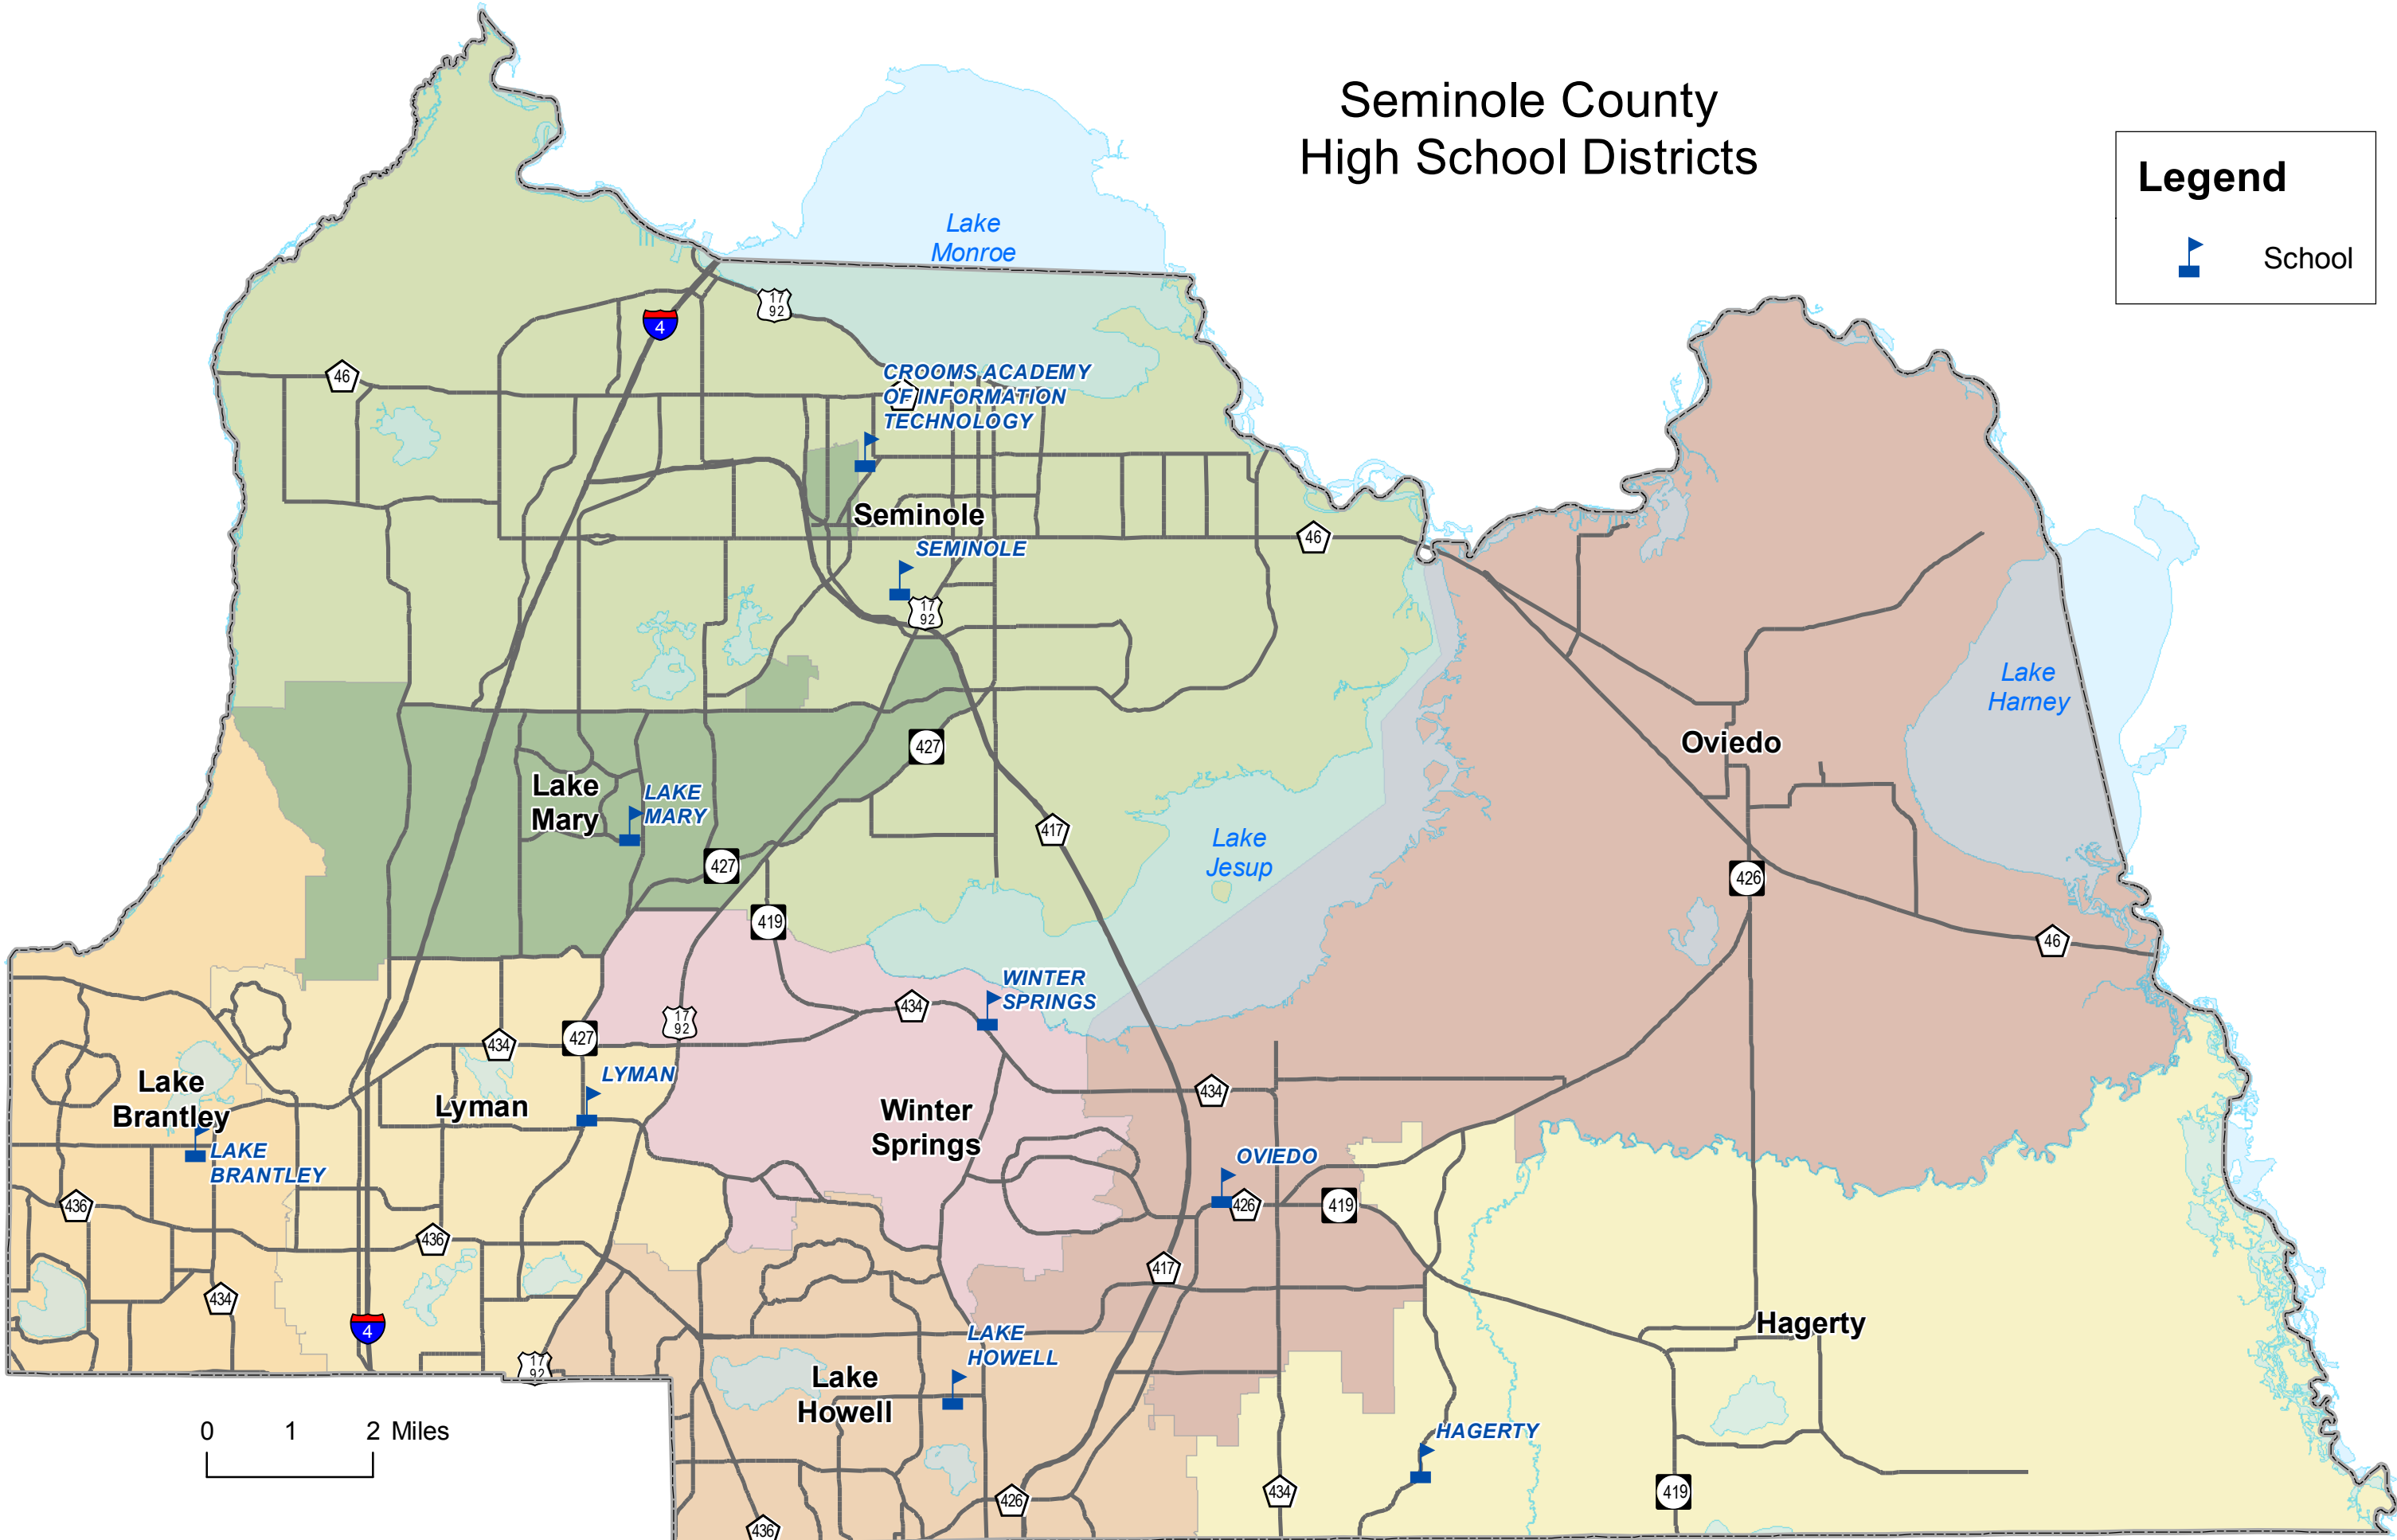 Seminole County
High School Districts
Legend
School
Lake
Monroe
17
92
4
46
CROOMS ACADEMY
OF INFORMATION
TECHNOLOGY
Seminole
SEMINOLE
46
17
92
Lake
Harney
Oviedo
427
Lake
Mary
LAKE
MARY
417
Lake
Jesup
427
426
419
46
WINTER
SPRINGS
434
17
92
427
434
LYMAN
Lake
Brantley
Lyman
434
Winter
Springs
LAKE
BRANTLEY
OVIEDO
436
426
419
436
417
434
4
Hagerty
LAKE
HOWELL
17
92
Lake
Howell
0 1 2 Miles
HAGERTY
434
419
426
436